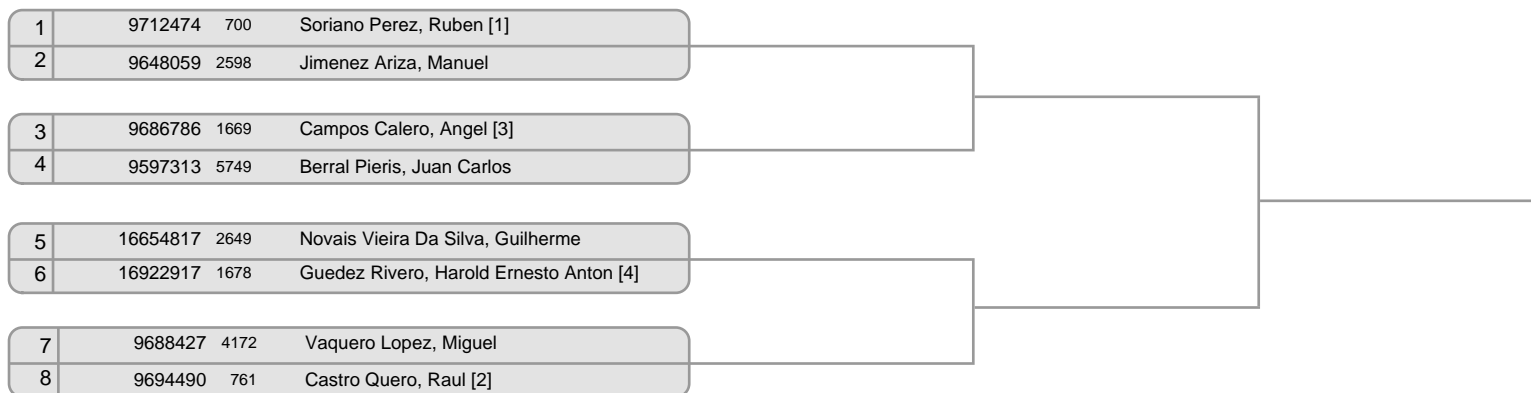 1 9712474 700 Soriano Perez, Ruben [1]
2 9648059 2598 Jimenez Ariza, Manuel
3 9686786 1669 Campos Calero, Angel [3]
4 9597313 5749 Berral Pieris, Juan Carlos
5 16654817 2649 Novais Vieira Da Silva, Guilherme
6 16922917 1678 Guedez Rivero, Harold Ernesto Anton [4]
7 9688427 4172 Vaquero Lopez, Miguel
8 9694490 761 Castro Quero, Raul [2]